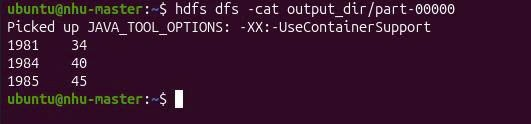 ubuntu@nhu-master:~$ hdfs dfs -cat output_dir/part-00000
Picked up JAVA_TOOL_OPTIONS: -XX:-UseContainerSupport
1981    34
1984    40
1985    45
ubuntu@nhu-master:~$